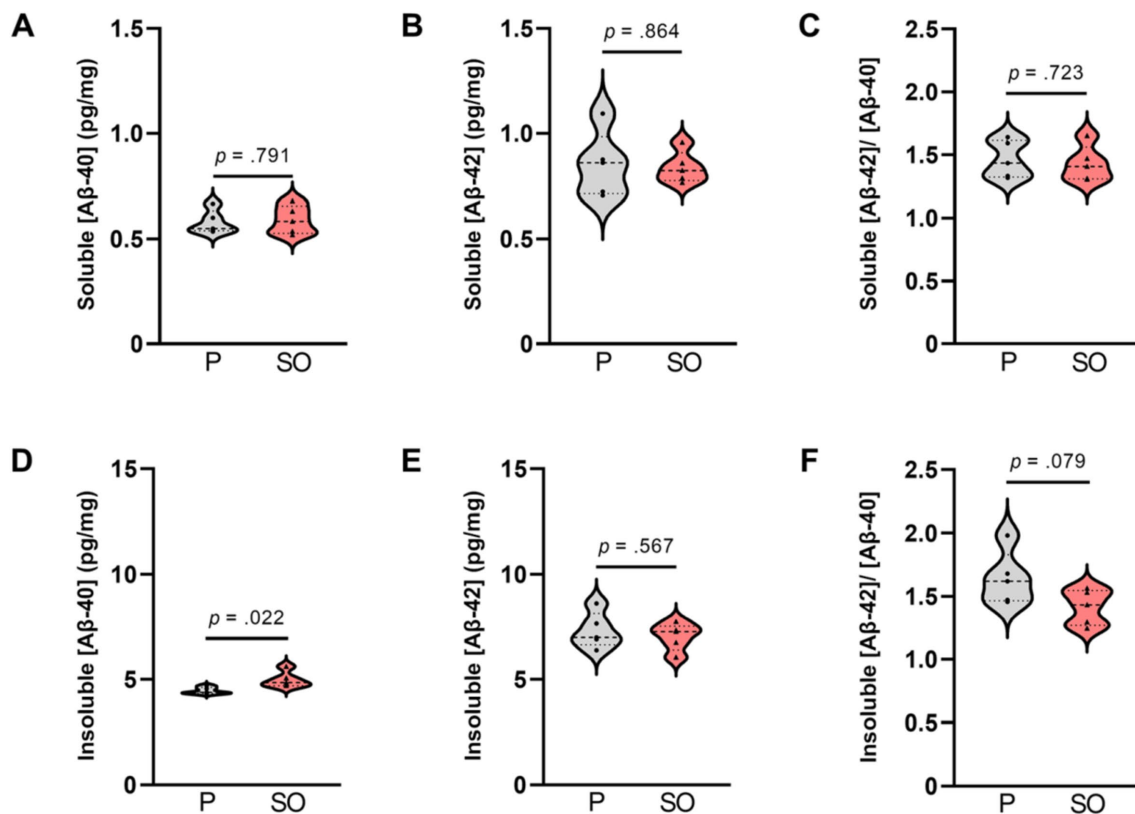 A
Soluble [Aβ-40] (pg/mg)
1.5
1.0
0.5
0
p = .791
P
SO
B
Soluble [Aβ-42] (pg/mg)
1.5
1.0
0.5
0
p = .864
P
SO
C
Soluble [Aβ-42]/ [Aβ-40]
2.5
2.0
1.5
1.0
0.5
0
p = .723
P
SO
D
Insoluble [Aβ-40] (pg/mg)
15
10
5
0
p = .022
P
SO
E
Insoluble [Aβ-42] (pg/mg)
15
10
5
0
p = .567
P
SO
F
Insoluble [Aβ-42]/ [Aβ-40]
2.5
2.0
1.5
1.0
0.5
0
p = .079
P
SO